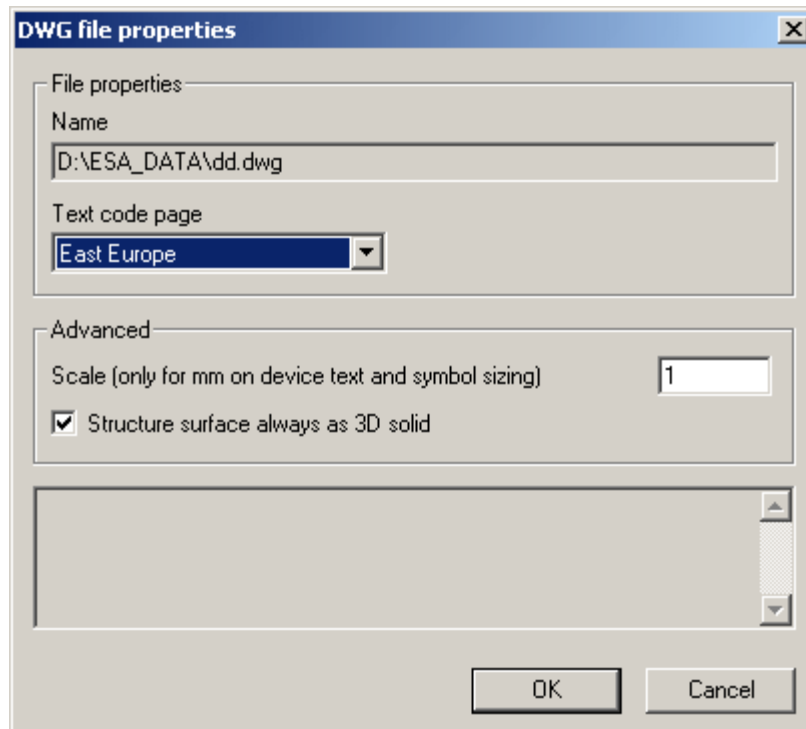 DWG file properties
File properties
Name
D:\ESA_DATA\dd.dwg
Text code page
East Europe
Advanced
Scale (only for mm on device text and symbol sizing) 1
Structure surface always as 3D solid
OK Cancel